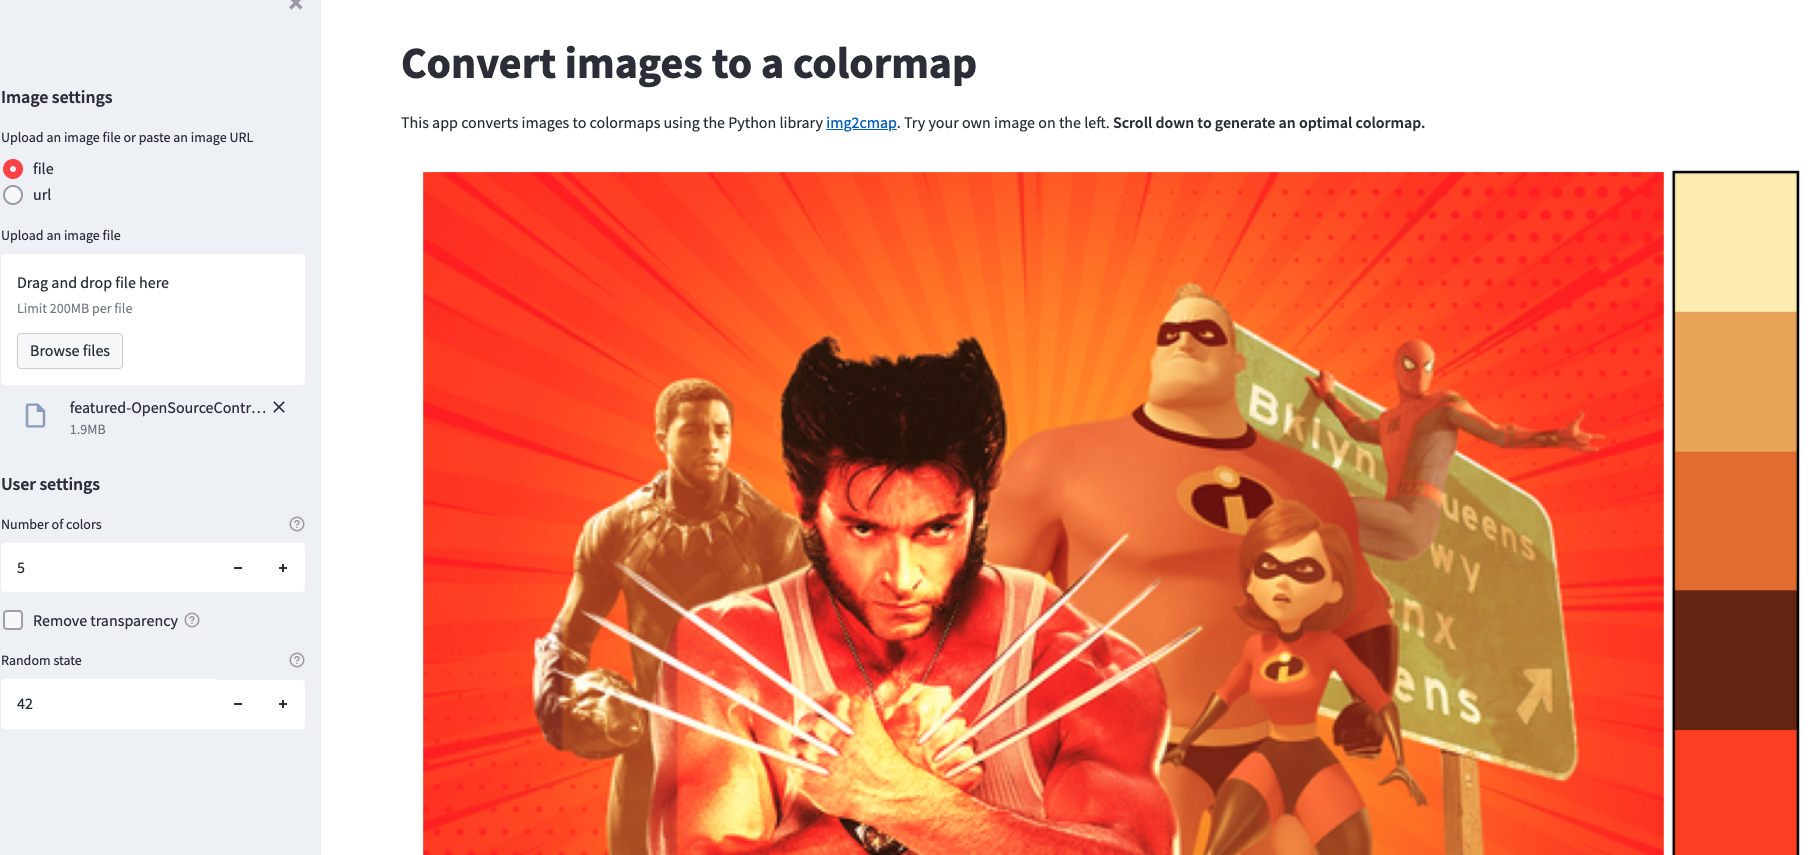 Image settings
Upload an image file or paste an image URL
file
url
Upload an image file
Drag and drop file here
Limit 200MB per file
Browse files
featured-OpenSourceContr...
1.9MB
User settings
Number of colors
5
Remove transparency
Random state
42
Convert images to a colormap
This app converts images to colormaps using the Python library img2cmap. Try your own image on the left. Scroll down to generate an optimal colormap.
Bklyn
ueens
wy
nx
ens